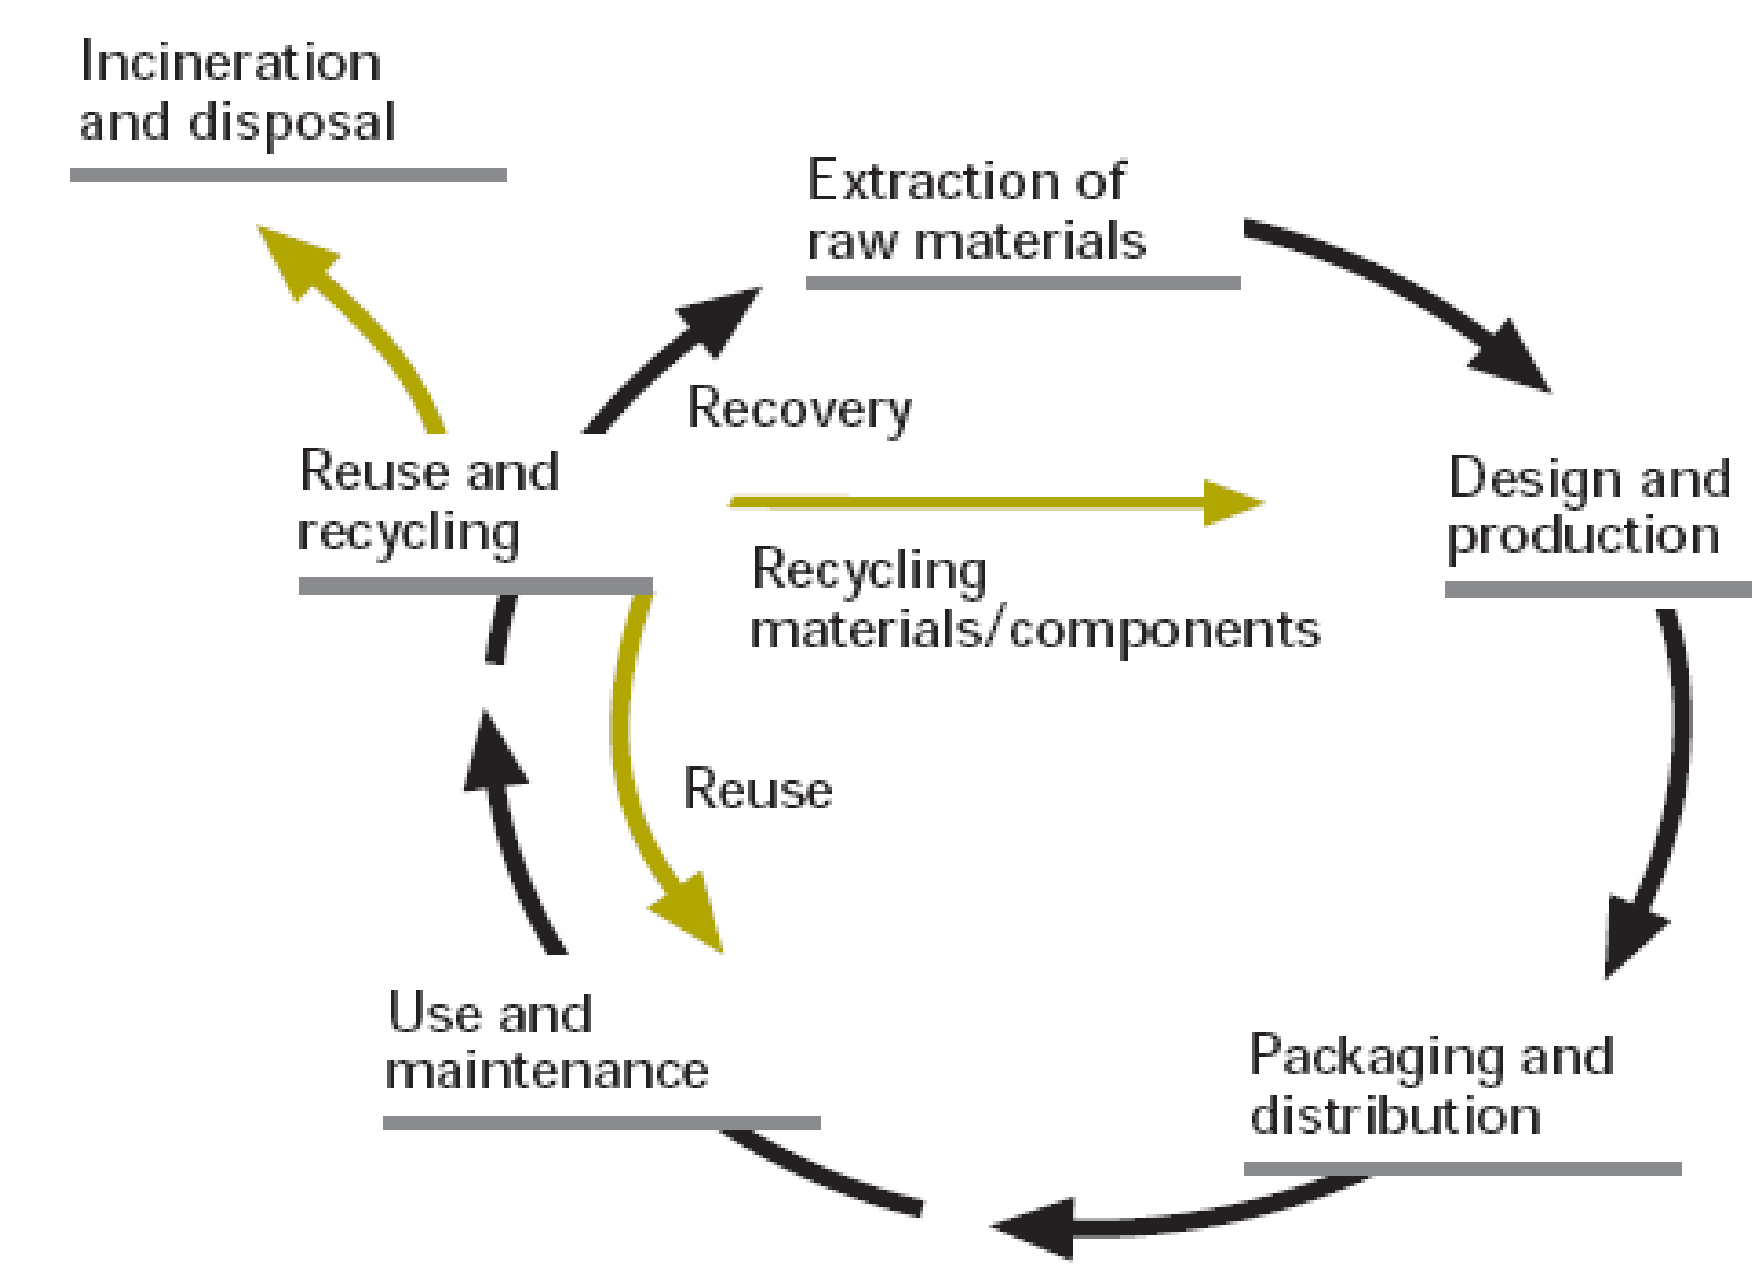 Incineration
and disposal
Extraction of
raw materials
Recovery
Reuse and
recycling
Design and
production
Recycling
materials/components
Reuse
Use and
maintenance
Packaging and
distribution